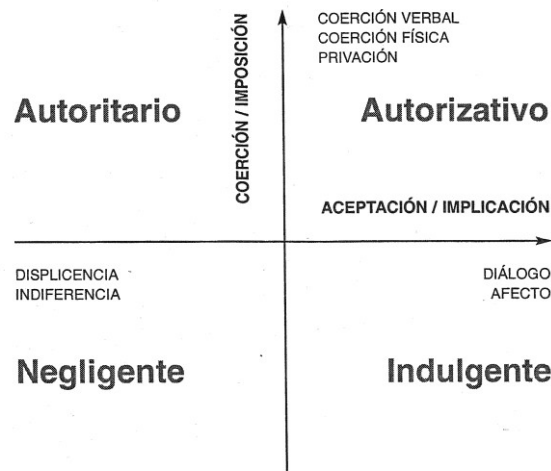 COERCIÓN VERBAL
COERCIÓN FÍSICA
PRIVACIÓN
COERCIÓN / IMPOSICIÓN
Autoritario
Autorizativo
ACEPTACIÓN / IMPLICACIÓN
DISPLICENCIA
INDIFERENCIA
DIÁLOGO
AFECTO
Negligente
Indulgente